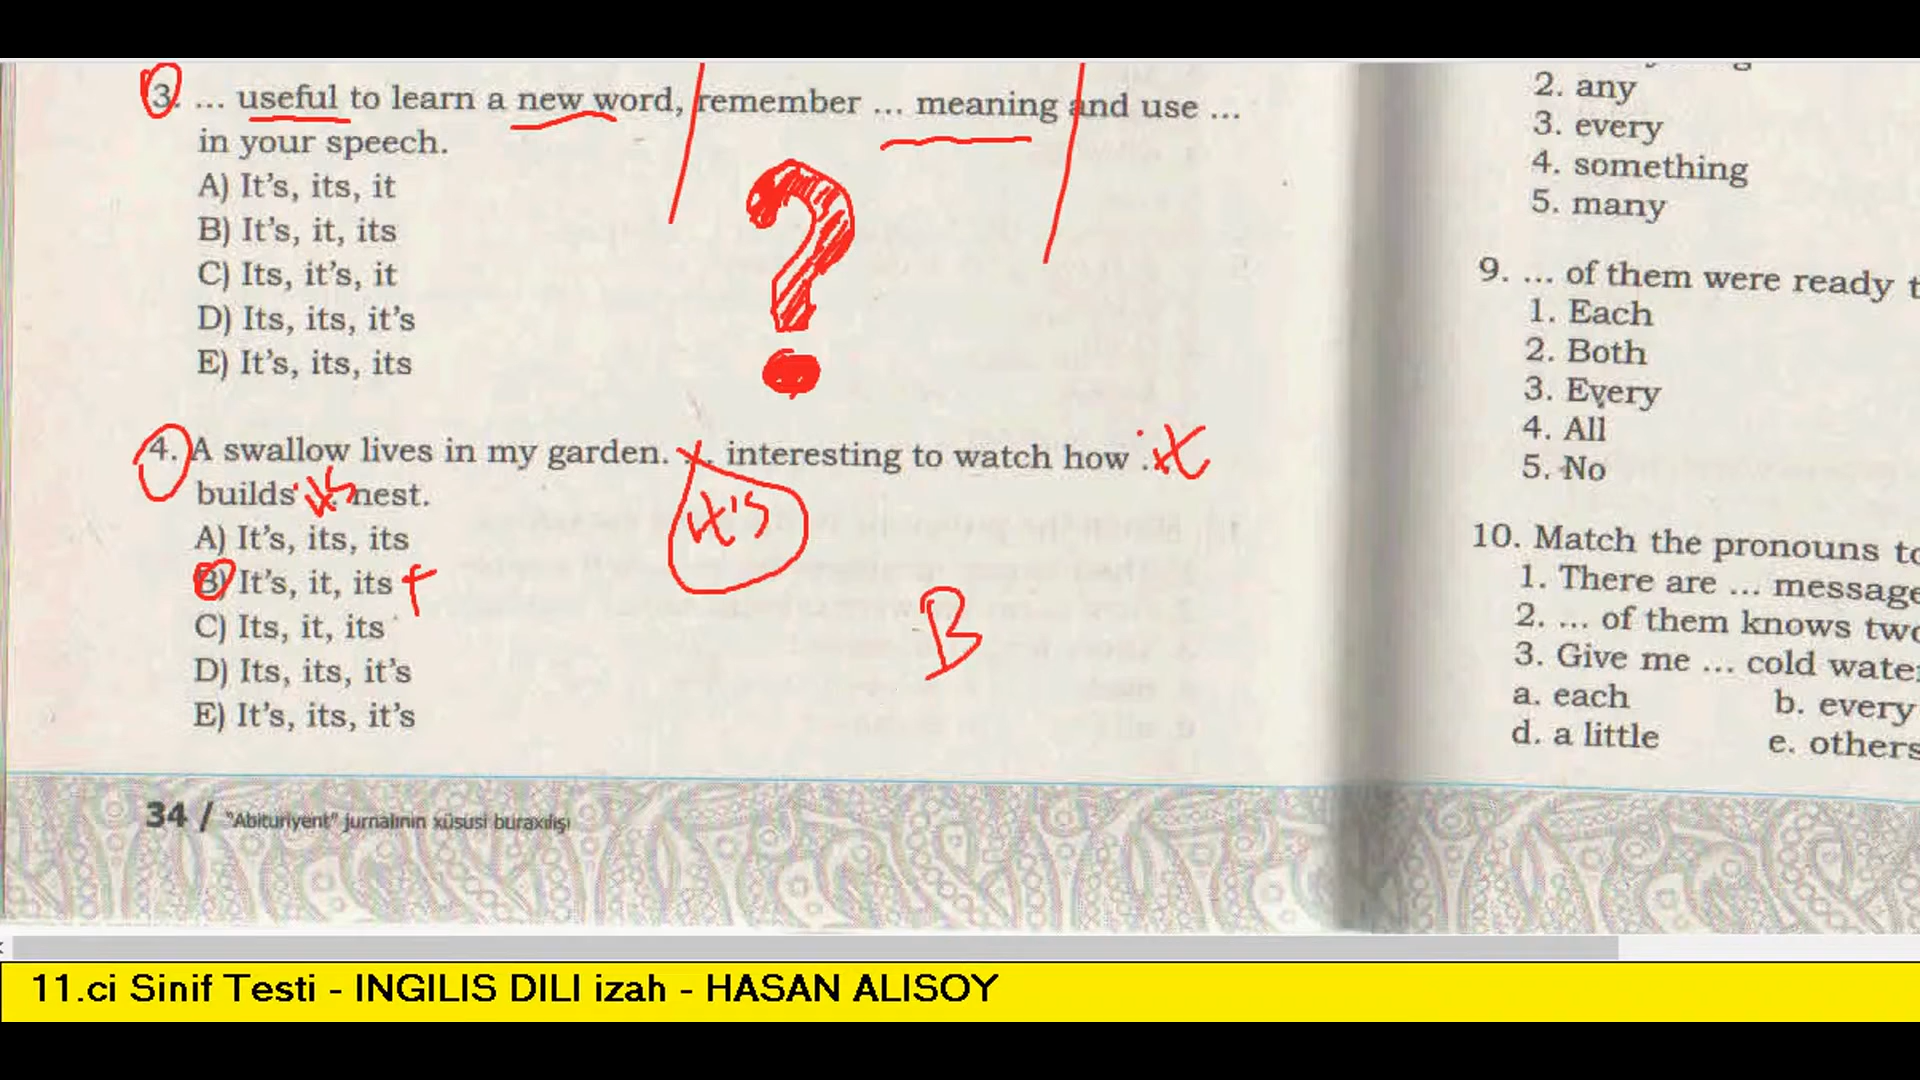 3. ... useful to learn a new word, remember ... meaning and use ...
in your speech.
A) It's, its, it
B) It's, it, its
C) Its, it's, it
D) Its, its, it's
E) It's, its, its
?
4. A swallow lives in my garden. ... interesting to watch how ... it
builds its nest.
it's
A) It's, its, its
B) It's, it, its +
C) Its, it, its
D) Its, its, it's
E) It's, its, it's
B
34 / "Abituriyent" jurnalının xüsusi buraxılışı
2. any
3. every
4. something
5. many
9. ... of them were ready
1. Each
2. Both
3. Every
4. All
5. No
10. Match the pronouns
1. There are ... message
2. ... of them knows
3. Give me ... cold
a. each b. every
d. a little e. others
11.ci Sinif Testi - INGILIS DILI izah - HASAN ALISOY